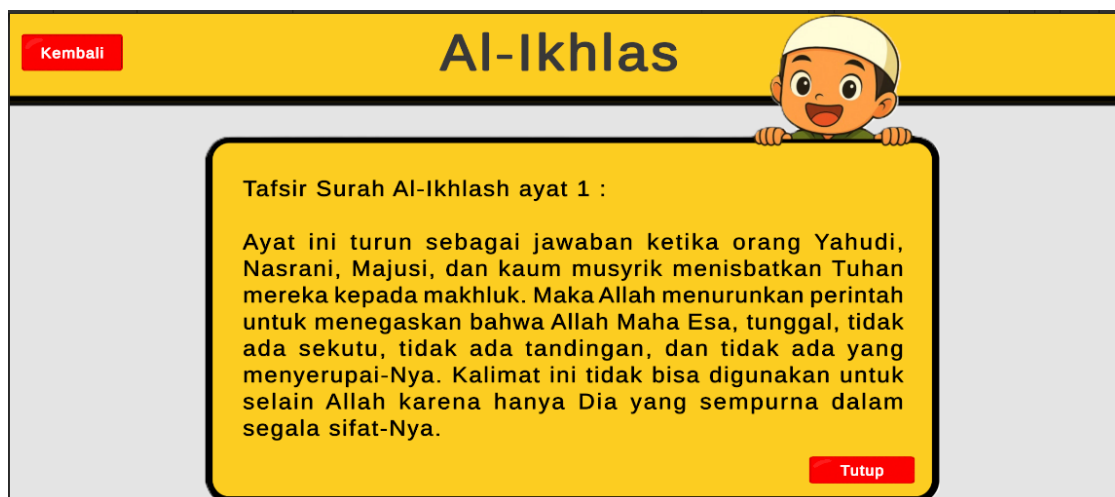 Kembali
Al-Ikhlas
Tafsir Surah Al-Ikhlash ayat 1 :
Ayat ini turun sebagai jawaban ketika orang Yahudi,
Nasrani, Majusi, dan kaum musyrik menisbatkan Tuhan
mereka kepada makhluk. Maka Allah menurunkan perintah
untuk menegaskan bahwa Allah Maha Esa, tunggal, tidak
ada sekutu, tidak ada tandingan, dan tidak ada yang
menyerupai-Nya. Kalimat ini tidak bisa digunakan untuk
selain Allah karena hanya Dia yang sempurna dalam
segala sifat-Nya.
Tutup